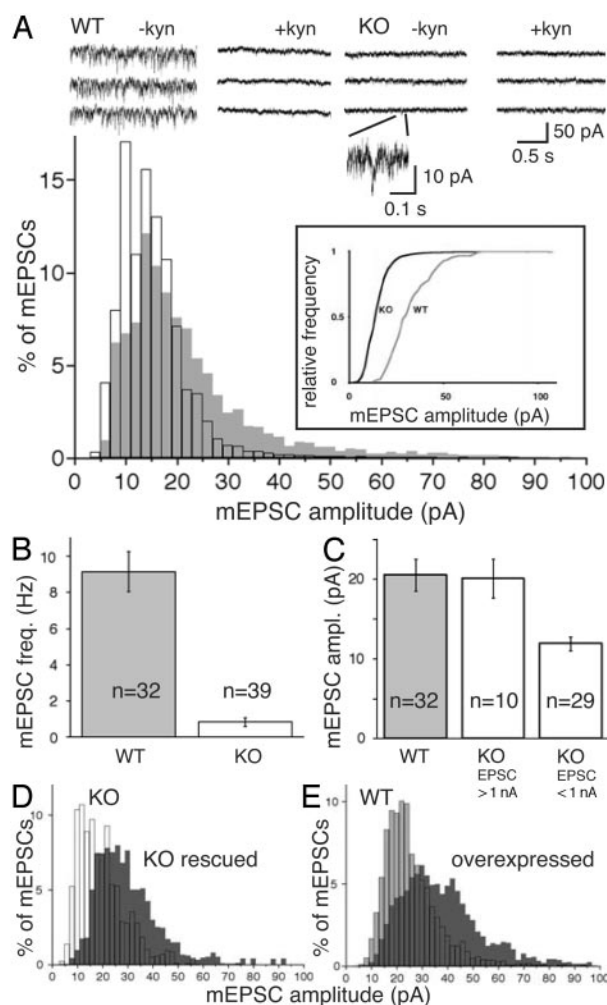 A WT -kyn +kyn KO -kyn +kyn
50 pA
0.5 s
10 pA
0.1 s
% of mEPSCs
15
10
5
0
0 10 20 30 40 50 60 70 80 90 100
mEPSC amplitude (pA)
relative frequency
1
0.5
0
KO WT
0 50 100
mEPSC amplitude (pA)
B
mEPSC freq. (Hz)
10
8
6
4
2
0
n=32 n=39
WT KO
C
mEPSC ampl. (pA)
20
10
0
n=32 n=10 n=29
WT KO KO
EPSC EPSC
>1 nA <1 nA
D
KO
KO rescued
% of mEPSCs
10
5
0
0 10 20 30 40 50 60 70 80 90 100
E
WT
overexpressed
% of mEPSCs
10
5
0
0 10 20 30 40 50 60 70 80 90 100
mEPSC amplitude (pA)